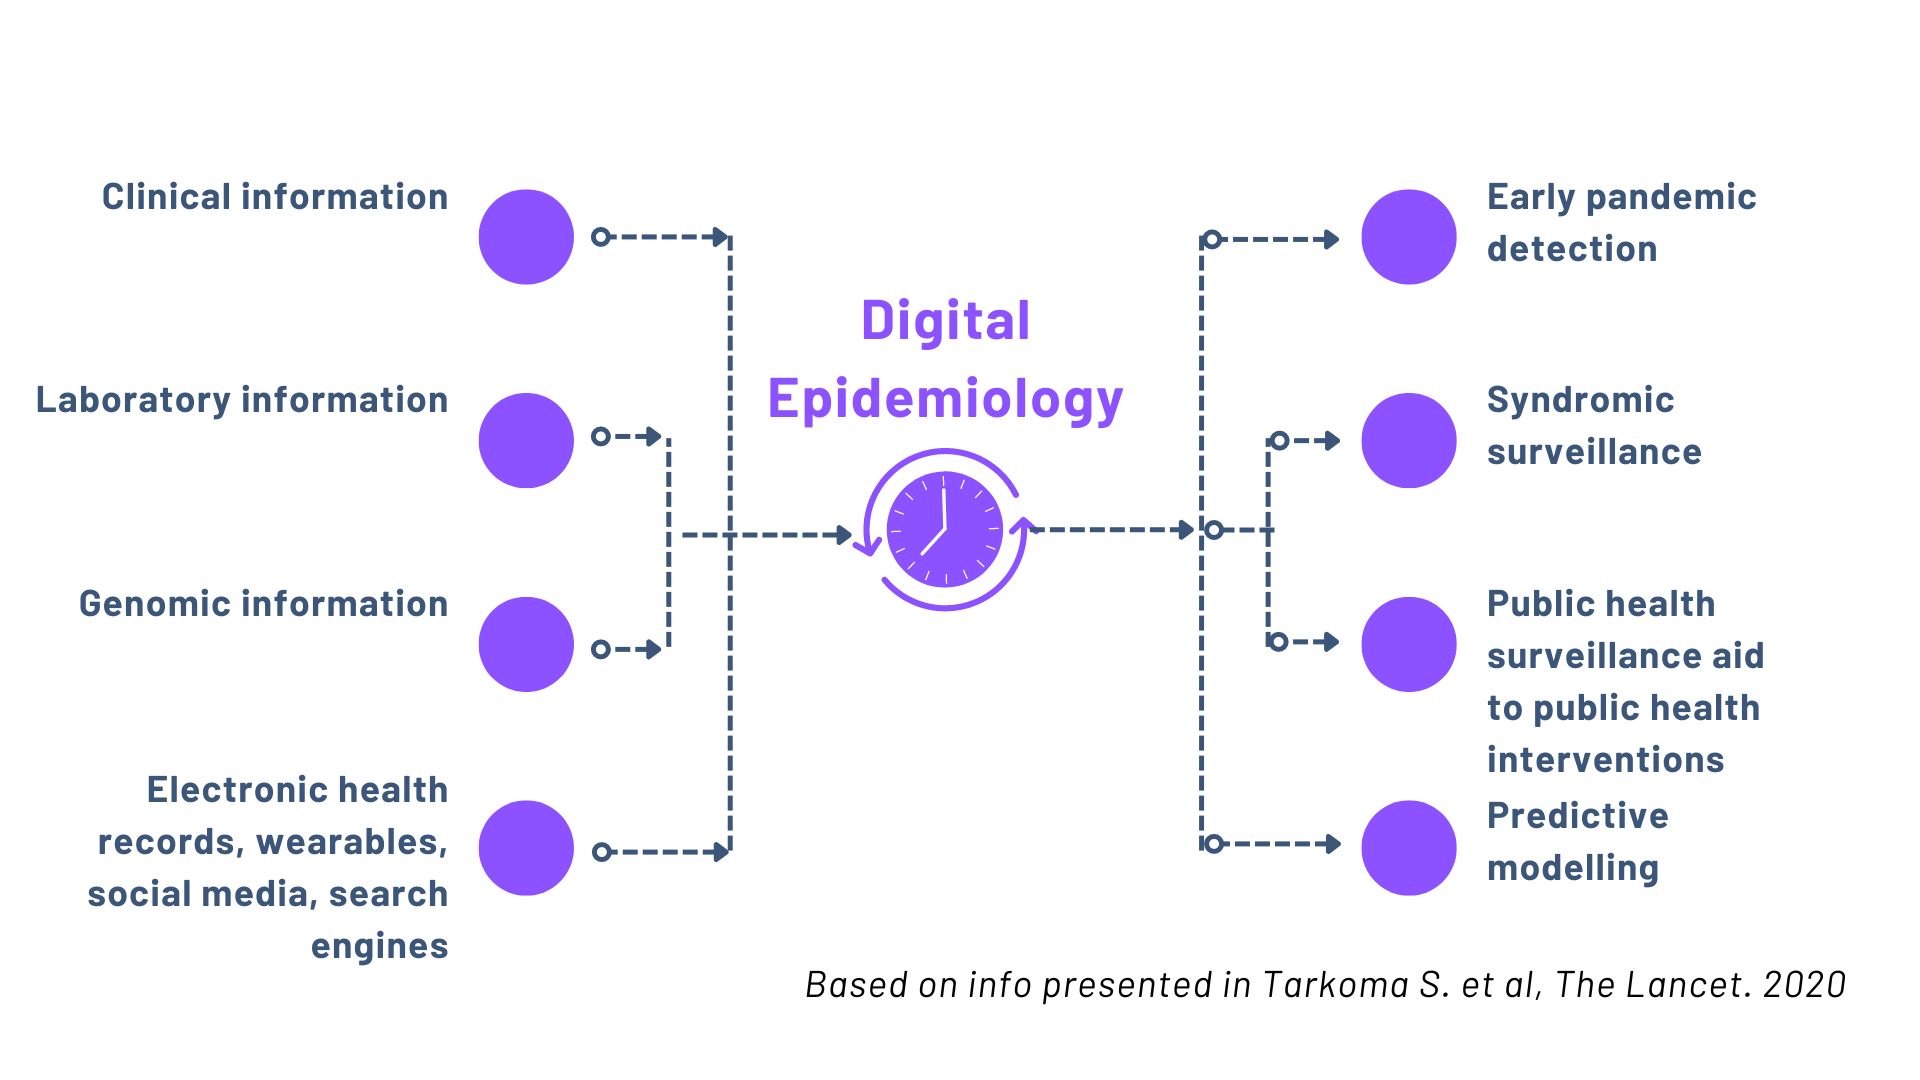 Clinical information
Laboratory information
Genomic information
Electronic health
records, wearables,
social media, search
engines
Digital
Epidemiology
Early pandemic
detection
Syndromic
surveillance
Public health
surveillance aid
to public health
interventions
Predictive
modelling
Based on info presented in Tarkoma S. et al, The Lancet. 2020